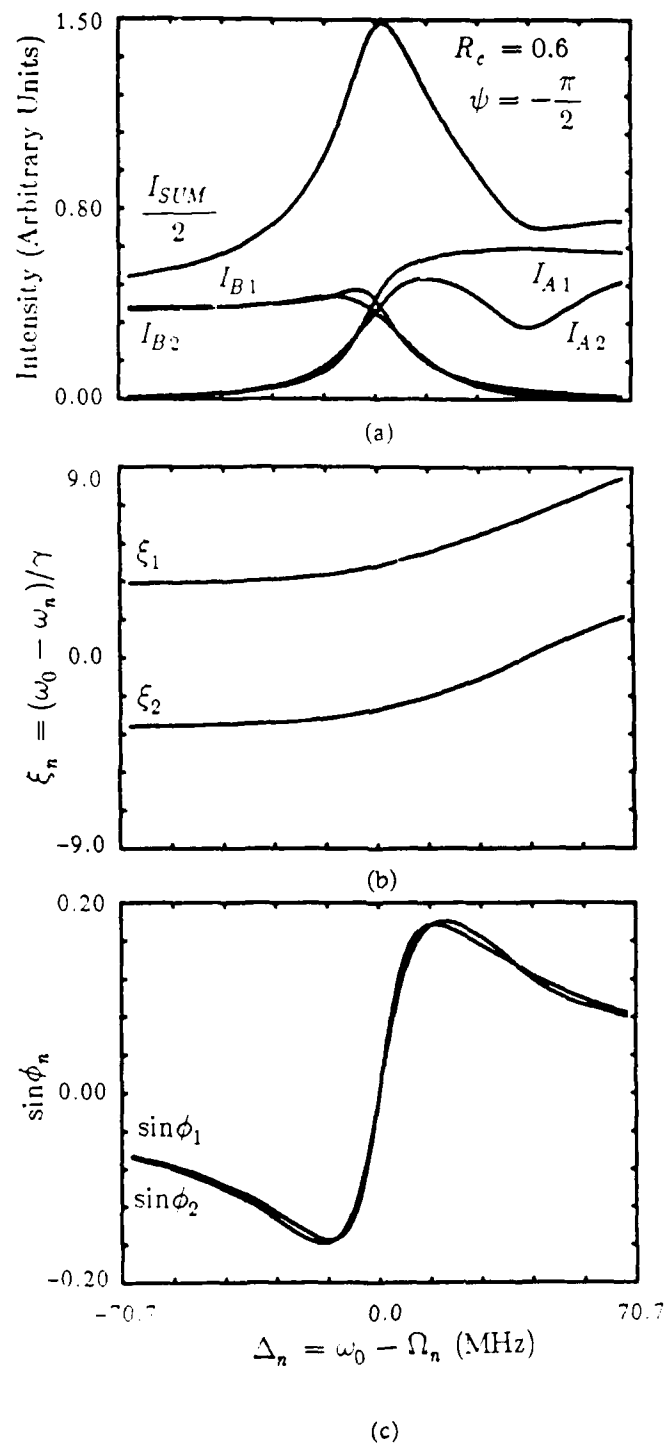 1.50
R_c = 0.6
ψ = −π/2
Intensity (Arbitrary Units)
0.80
I_SUM/2
I_B1
I_A1
I_B2
I_A2
0.00
(a)
9.0
ξ_1
ξ_n = (ω_0 − ω_n)/γ
0.0
ξ_2
-9.0
(b)
0.20
sinϕ_n
0.00
sinϕ_1
sinϕ_2
-0.20
-70.7 0.0 70.7
Δ_n = ω_0 − Ω_n (MHz)
(c)